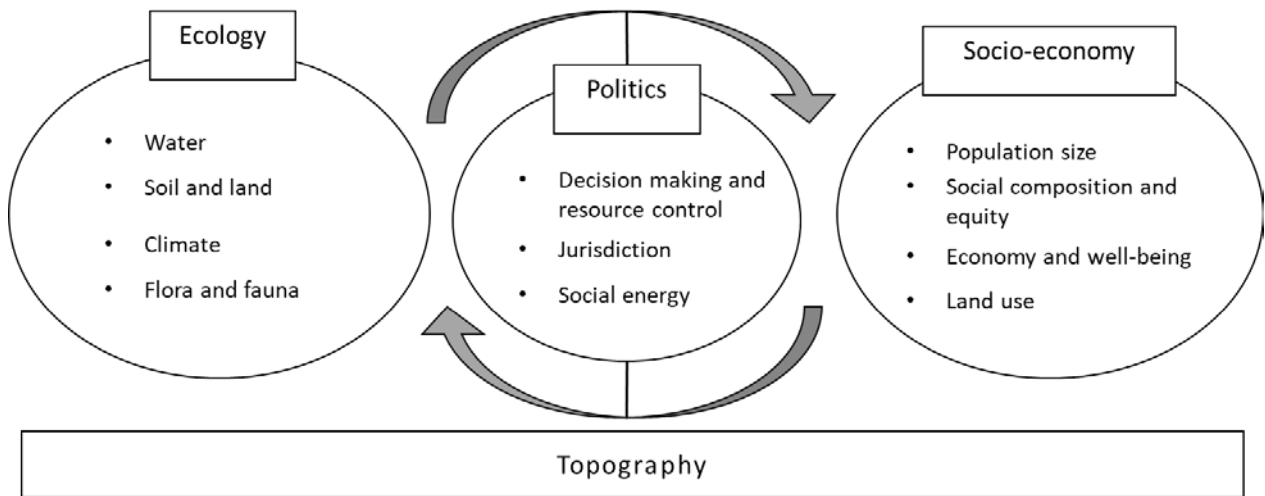 Ecology
• Water
• Soil and land
• Climate
• Flora and fauna
Politics
• Decision making and
resource control
• Jurisdiction
• Social energy
Socio-economy
• Population size
• Social composition and
equity
• Economy and well-being
• Land use
Topography